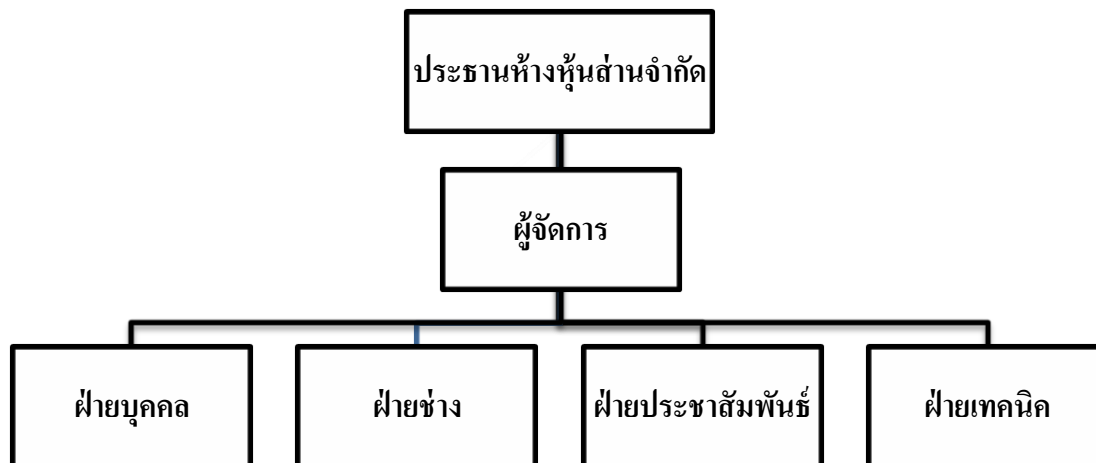 ประธานห้างหุ้นส่วนจำกัด
ผู้จัดการ
ฝ่ายบุคคล
ฝ่ายช่าง
ฝ่ายประชาสัมพันธ์
ฝ่ายเทคนิค